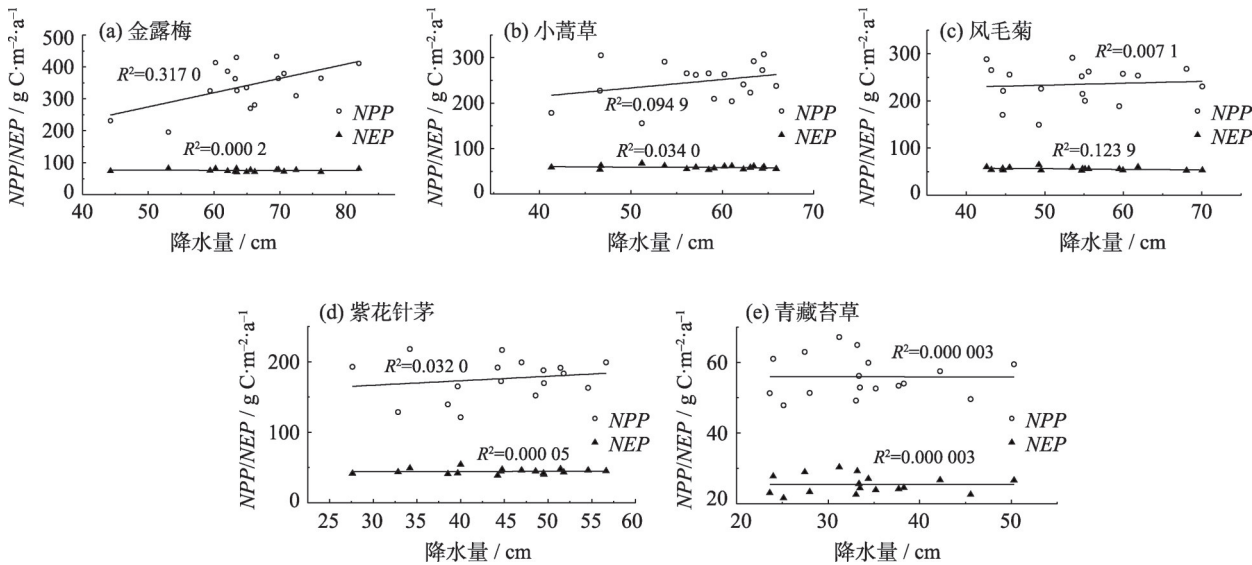 (a) 金露梅
NPP/NEP / g C·m⁻²·a⁻¹
500
400
300
200
100
0
R²=0.317 0
R²=0.000 2
NPP
NEP
40 50 60 70 80
降水量 / cm
(b) 小蒿草
NPP/NEP / g C·m⁻²·a⁻¹
300
200
100
0
R²=0.094 9
R²=0.034 0
NPP
NEP
40 50 60 70
降水量 / cm
(c) 风毛菊
NPP/NEP / g C·m⁻²·a⁻¹
300
200
100
0
R²=0.007 1
R²=0.123 9
NPP
NEP
40 50 60 70
降水量 / cm
(d) 紫花针茅
NPP/NEP / g C·m⁻²·a⁻¹
200
100
0
R²=0.032 0
R²=0.000 05
NPP
NEP
25 30 35 40 45 50 55 60
降水量 / cm
(e) 青藏苔草
NPP/NEP / g C·m⁻²·a⁻¹
60
40
20
R²=0.000 003
R²=0.000 003
NPP
NEP
20 30 40 50
降水量 / cm